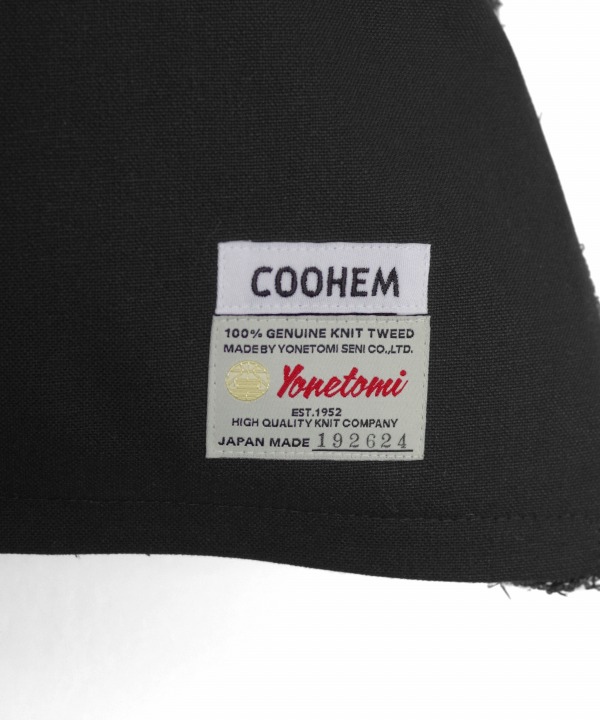 COOHEM
100% GENUINE KNIT TWEED
MADE BY YONETOMI SENI CO.,LTD.
Yonetomi
EST.1952
HIGH QUALITY KNIT COMPANY
JAPAN MADE 192624